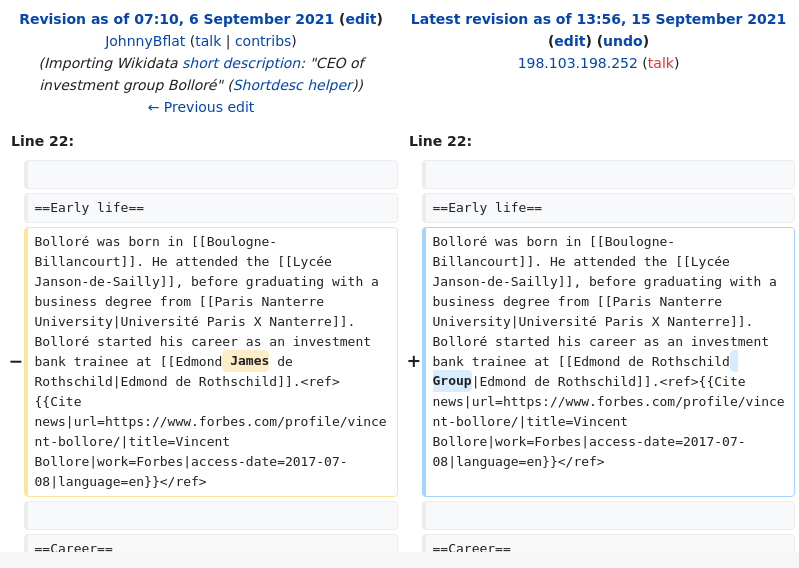 Revision as of 07:10, 6 September 2021 (edit)
JohnnyBflat (talk | contribs)
(Importing Wikidata short description: "CEO of
investment group Bolloré" (Shortdesc helper))
← Previous edit
Latest revision as of 13:56, 15 September 2021
(edit) (undo)
198.103.198.252 (talk)
Line 22:
==Early life==
−
Bolloré was born in [[Boulogne-
Billancourt]]. He attended the [[Lycée
Janson-de-Sailly]], before graduating with a
business degree from [[Paris Nanterre
University|Université Paris X Nanterre]].
Bolloré started his career as an investment
bank trainee at [[Edmond James de
Rothschild|Edmond de Rothschild]].<ref>
{{Cite
news|url=https://www.forbes.com/profile/vince
nt-bollore/|title=Vincent
Bollore|work=Forbes|access-date=2017-07-
08|language=en}}</ref>
==Career==
Line 22:
==Early life==
+
Bolloré was born in [[Boulogne-
Billancourt]]. He attended the [[Lycée
Janson-de-Sailly]], before graduating with a
business degree from [[Paris Nanterre
University|Université Paris X Nanterre]].
Bolloré started his career as an investment
bank trainee at [[Edmond de Rothschild
Group|Edmond de Rothschild]].<ref>{{Cite
news|url=https://www.forbes.com/profile/vince
nt-bollore/|title=Vincent
Bollore|work=Forbes|access-date=2017-07-
08|language=en}}</ref>
==Career==